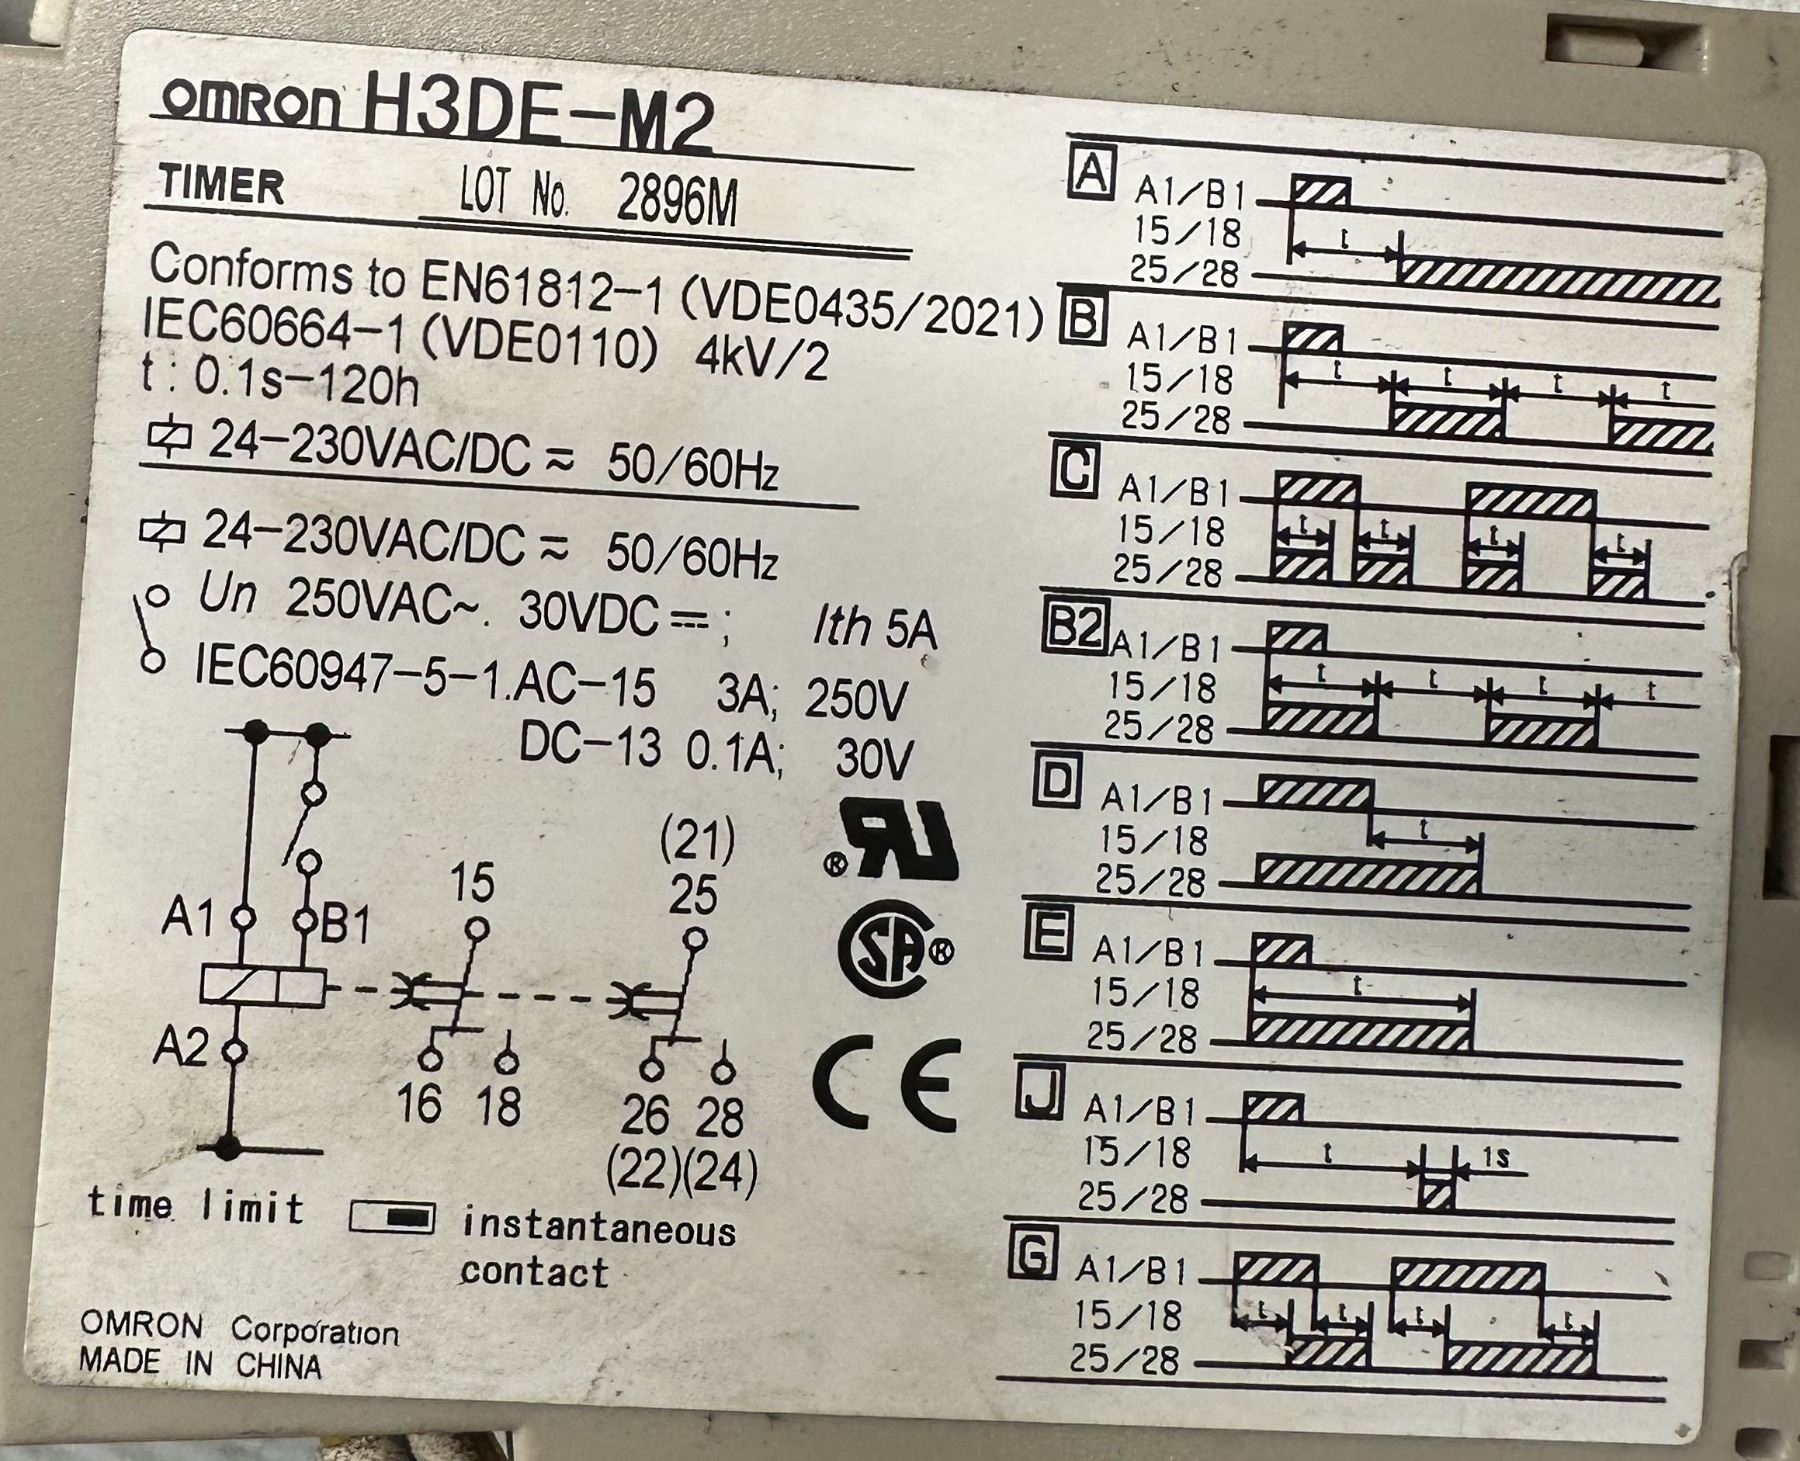 omron H3DE-M2
TIMER LOT No. 2896M
Conforms to EN61812-1 (VDE0435/2021)
IEC60664-1 (VDE0110) 4kV/2
t: 0.1s-120h
24-230VAC/DC ≂ 50/60Hz
24-230VAC/DC ≂ 50/60Hz
Un 250VAC~. 30VDC ⎓; Ith 5A
IEC60947-5-1.AC-15 3A; 250V
DC-13 0.1A; 30V
(21)
15 25
A1 B1
A2
16 18 26 28
(22)(24)
time limit instantaneous
contact
OMRON Corporation
MADE IN CHINA
RU ®
SA ®
CE
A A1/B1
15/18 t
25/28
B A1/B1
15/18 t t t t
25/28
C A1/B1
15/18 t t t t
25/28
B2 A1/B1
15/18 t t t t
25/28
D A1/B1
15/18 t
25/28
E A1/B1
15/18 t
25/28
J A1/B1
15/18 t 1s
25/28
G A1/B1
15/18 t t t t
25/28